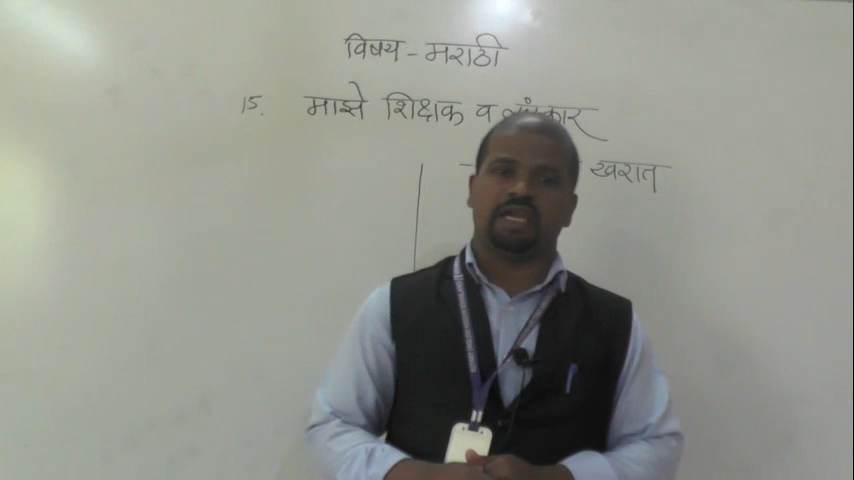 विषय - मराठी
15. माझे शिक्षक व संस्कार
- खरात